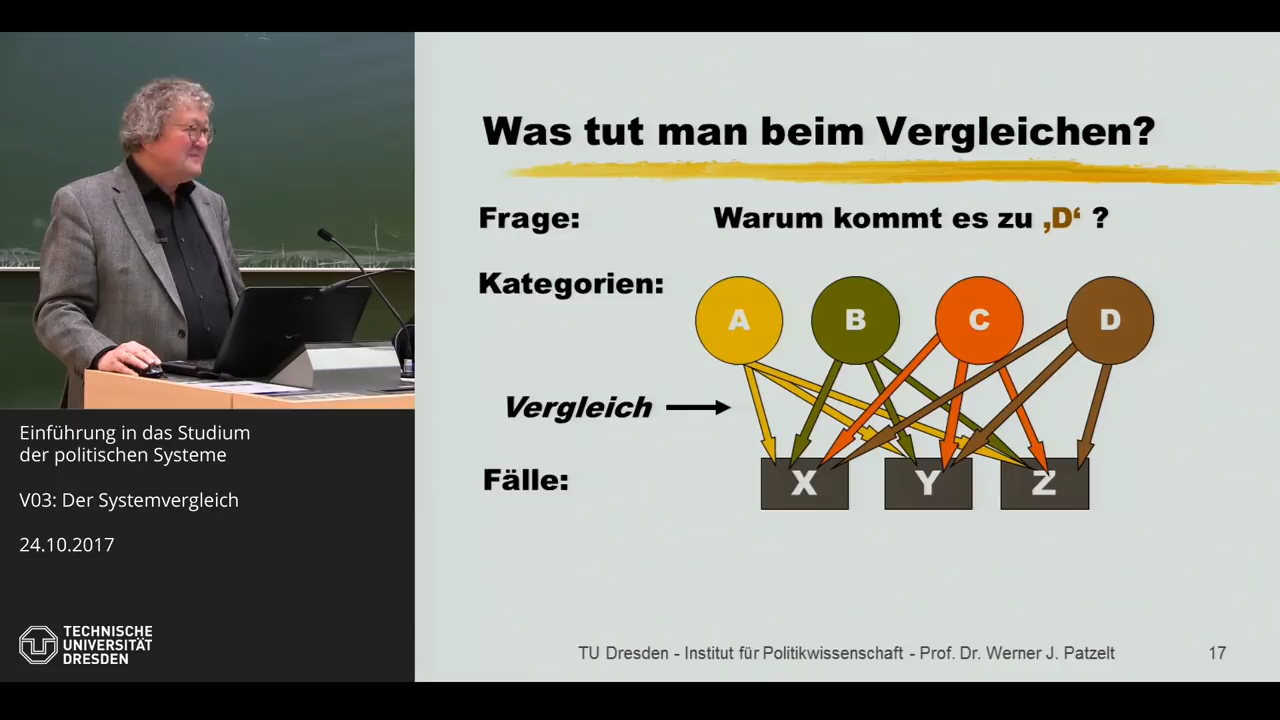 Was tut man beim Vergleichen?
Frage: Warum kommt es zu ‚D‘ ?
Kategorien:
A B C D
Vergleich
Fälle:
X Y Z
TU Dresden - Institut für Politikwissenschaft - Prof. Dr. Werner J. Patzelt 17
Einführung in das Studium
der politischen Systeme
V03: Der Systemvergleich
24.10.2017
TECHNISCHE
UNIVERSITÄT
DRESDEN